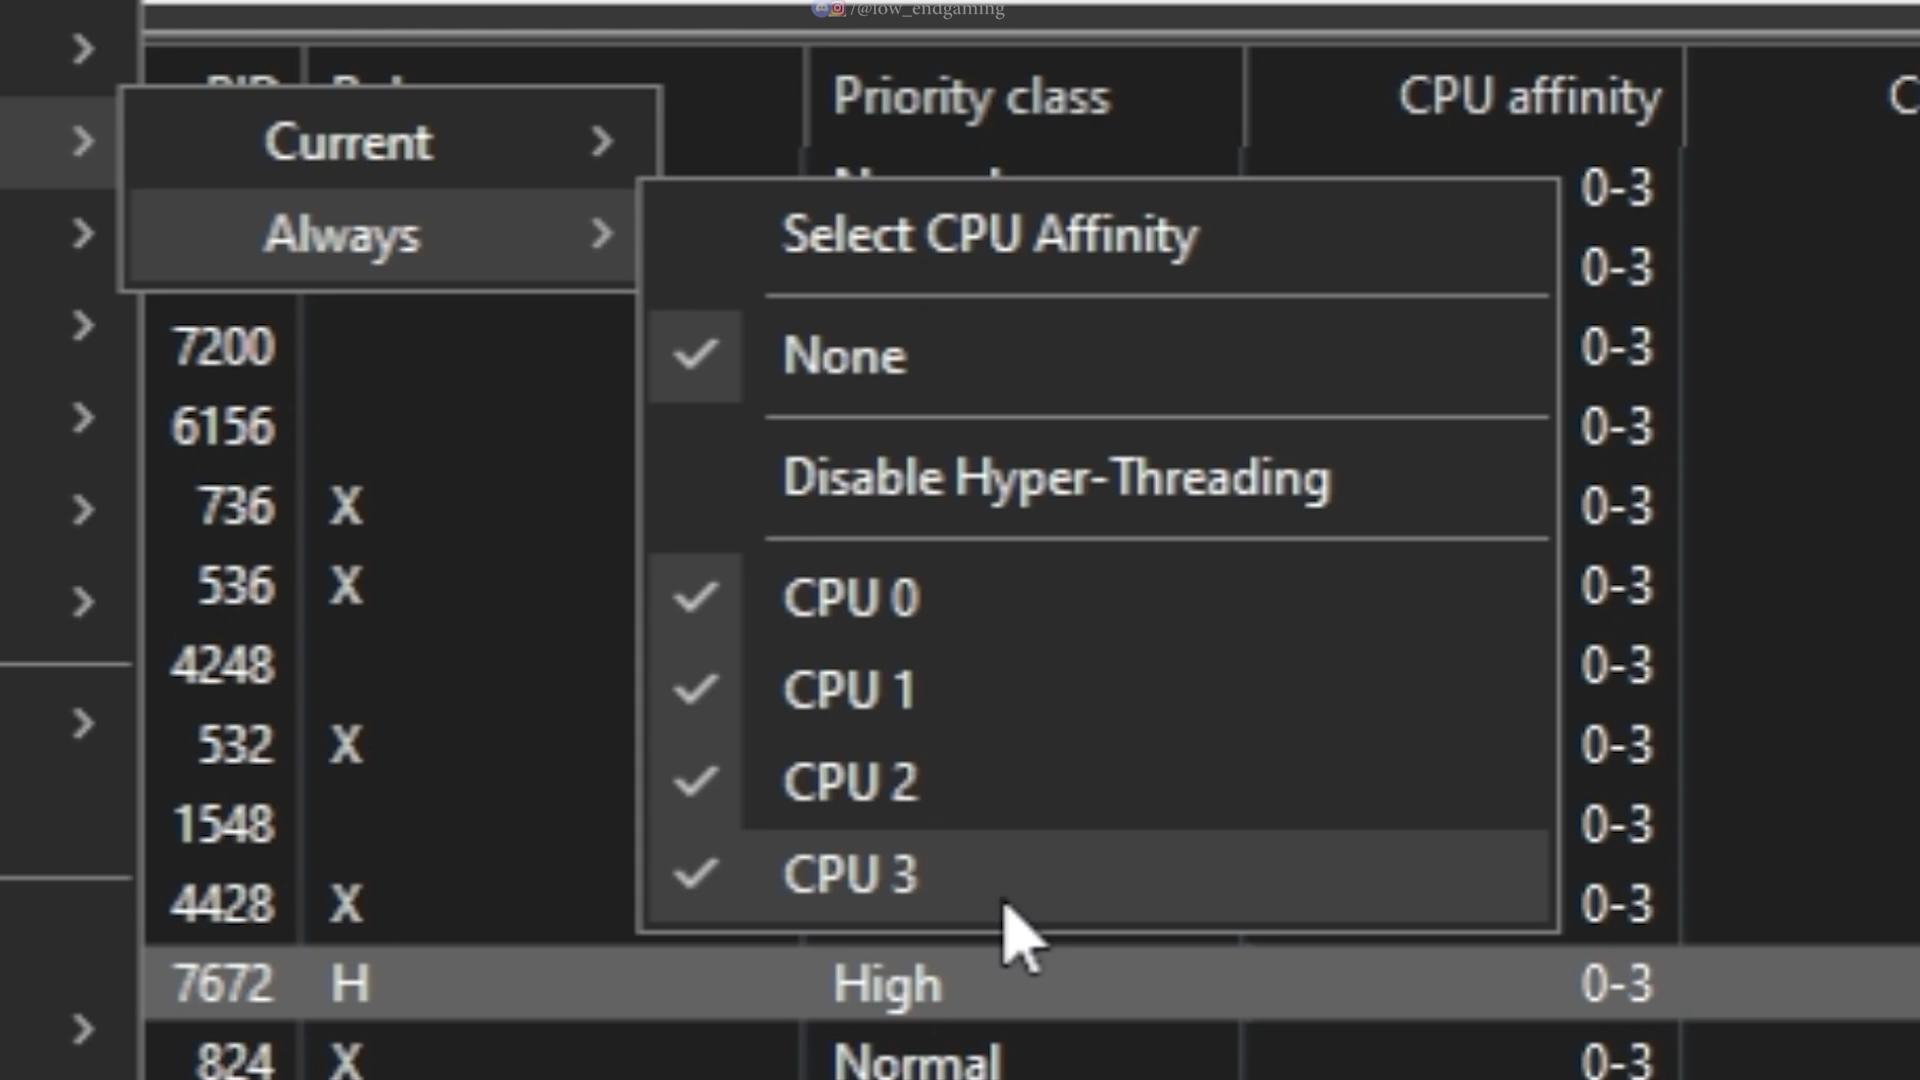 /@low_endgaming
PID
Priority class
CPU affinity
C
Current
Always
Normal
0-3
Select CPU Affinity
0-3
7200
None
0-3
6156
0-3
736 X
Disable Hyper-Threading
0-3
536 X
CPU 0
0-3
4248
CPU 1
0-3
532 X
CPU 2
0-3
1548
0-3
4428 X
CPU 3
0-3
7672 H High 0-3
824 X Normal 0-3